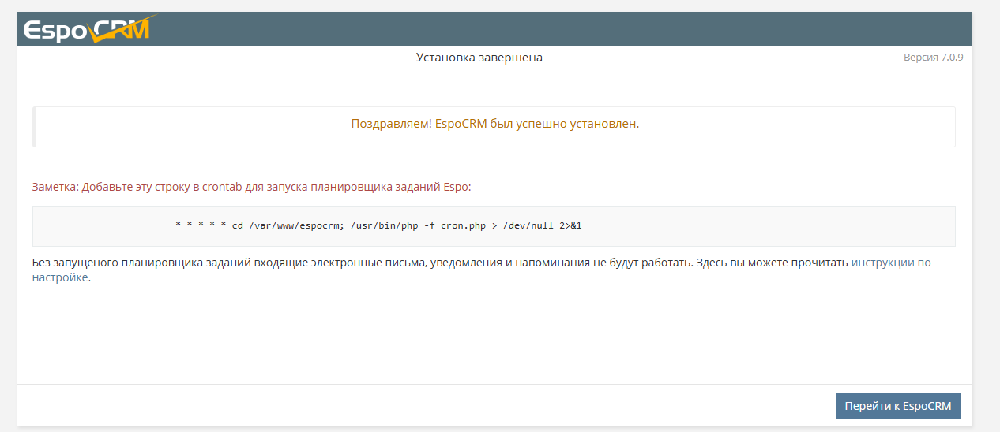 EspoCRM
Установка завершена
Версия 7.0.9
Поздравляем! EspoCRM был успешно установлен.
Заметка: Добавьте эту строку в crontab для запуска планировщика заданий Espo:
* * * * * cd /var/www/espocrm; /usr/bin/php -f cron.php > /dev/null 2>&1
Без запущеного планировщика заданий входящие электронные письма, уведомления и напоминания не будут работать. Здесь вы можете прочитать инструкции по
настройке.
Перейти к EspoCRM